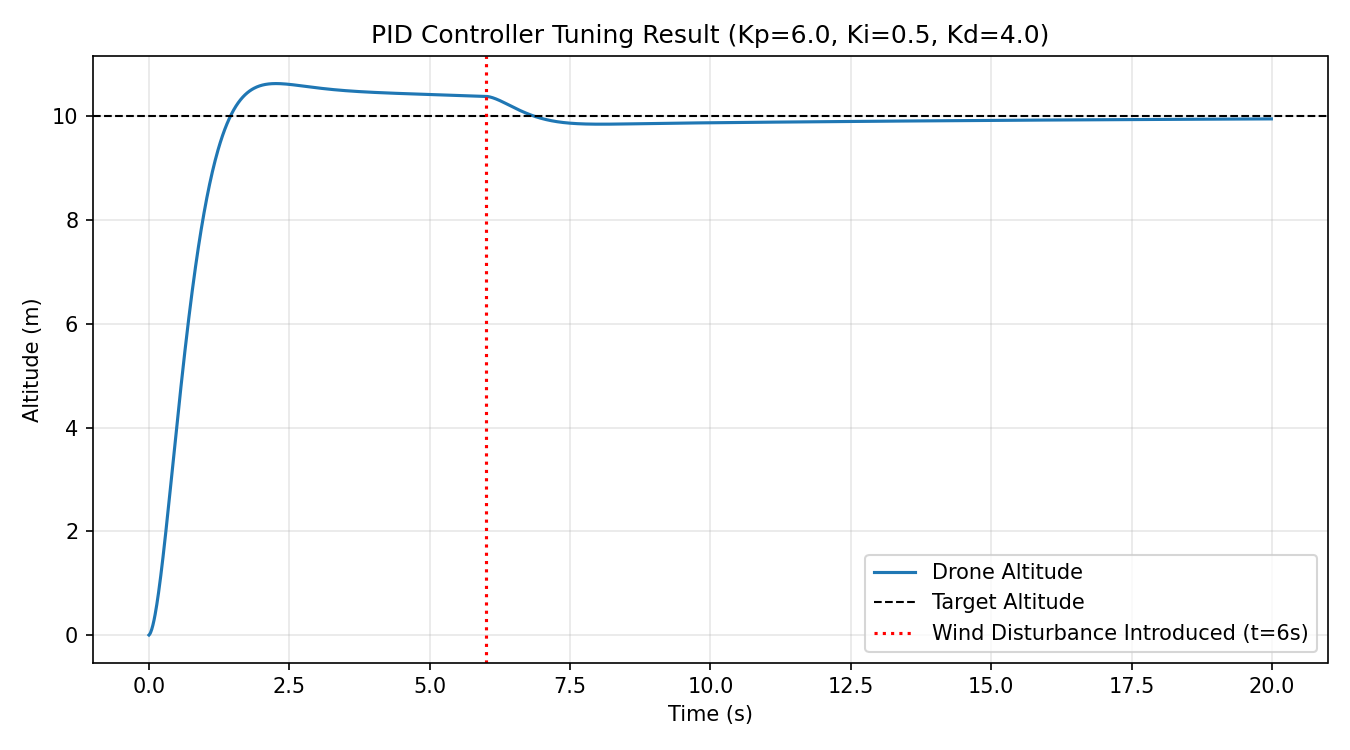 PID Controller Tuning Result (Kp=6.0, Ki=0.5, Kd=4.0)
Altitude (m)
10
8
6
4
2
0
Drone Altitude
Target Altitude
Wind Disturbance Introduced (t=6s)
0.0 2.5 5.0 7.5 10.0 12.5 15.0 17.5 20.0
Time (s)